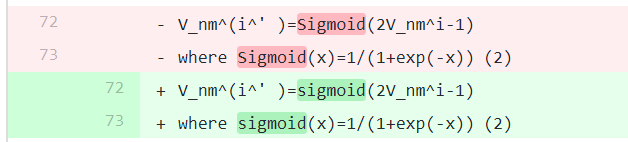 72 - V_nm^(i^' )=Sigmoid(2V_nm^i-1)
73 - where Sigmoid(x)=1/(1+exp(-x)) (2)
72 + V_nm^(i^' )=sigmoid(2V_nm^i-1)
73 + where sigmoid(x)=1/(1+exp(-x)) (2)